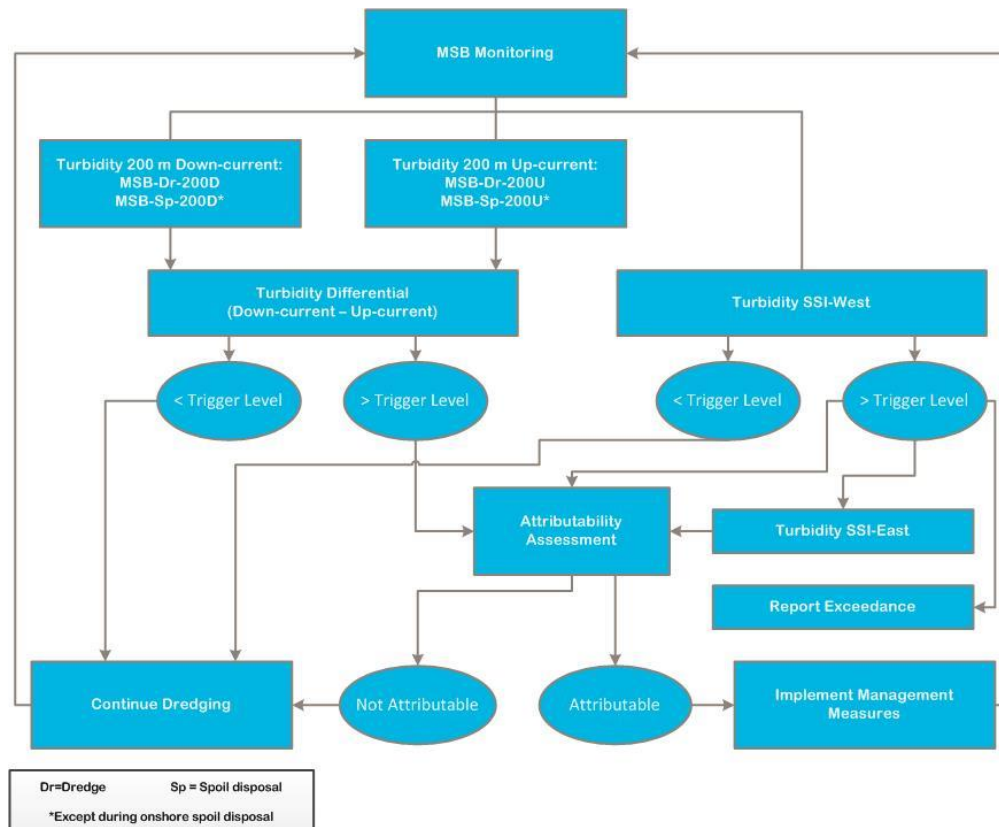 MSB Monitoring
Turbidity 200 m Down-current:
MSB-Dr-200D
MSB-Sp-200D*
Turbidity 200 m Up-current:
MSB-Dr-200U
MSB-Sp-200U*
Turbidity Differential
(Down-current – Up-current)
Turbidity SSI-West
< Trigger Level
> Trigger Level
< Trigger Level
> Trigger Level
Attributability
Assessment
Turbidity SSI-East
Report Exceedance
Continue Dredging
Not Attributable
Attributable
Implement Management
Measures
Dr=Dredge Sp = Spoil disposal
*Except during onshore spoil disposal